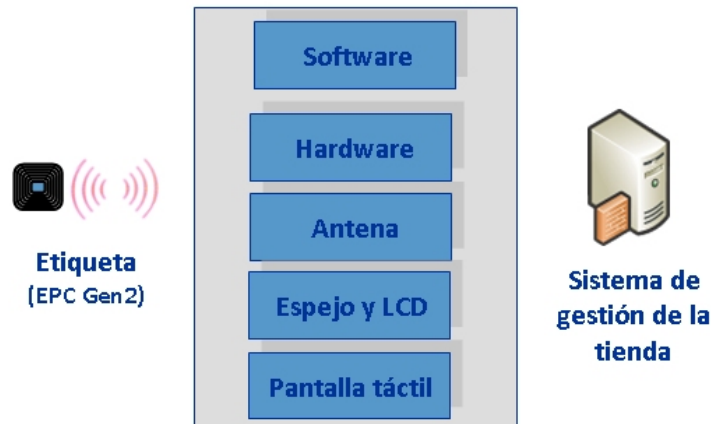 Software
Hardware
Antena
Espejo y LCD
Pantalla táctil
Etiqueta
(EPC Gen2)
Sistema de
gestión de la
tienda